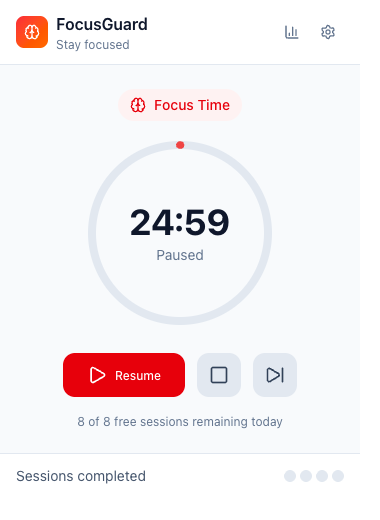 FocusGuard
Stay focused
Focus Time
24:59
Paused
Resume
8 of 8 free sessions remaining today
Sessions completed